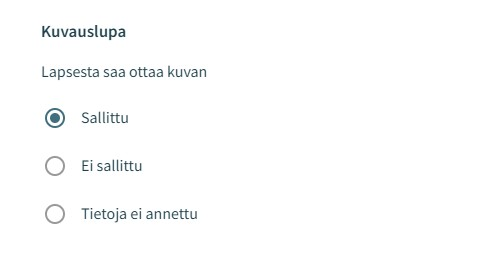 Kuvauslupa
Lapsesta saa ottaa kuvan
Sallittu
Ei sallittu
Tietoja ei annettu